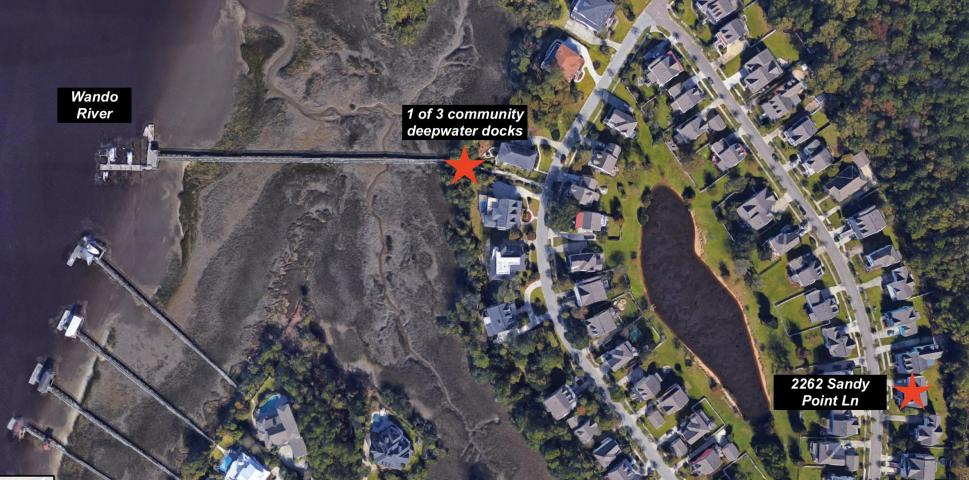 Wando
River
1 of 3 community
deepwater docks
2262 Sandy
Point Ln